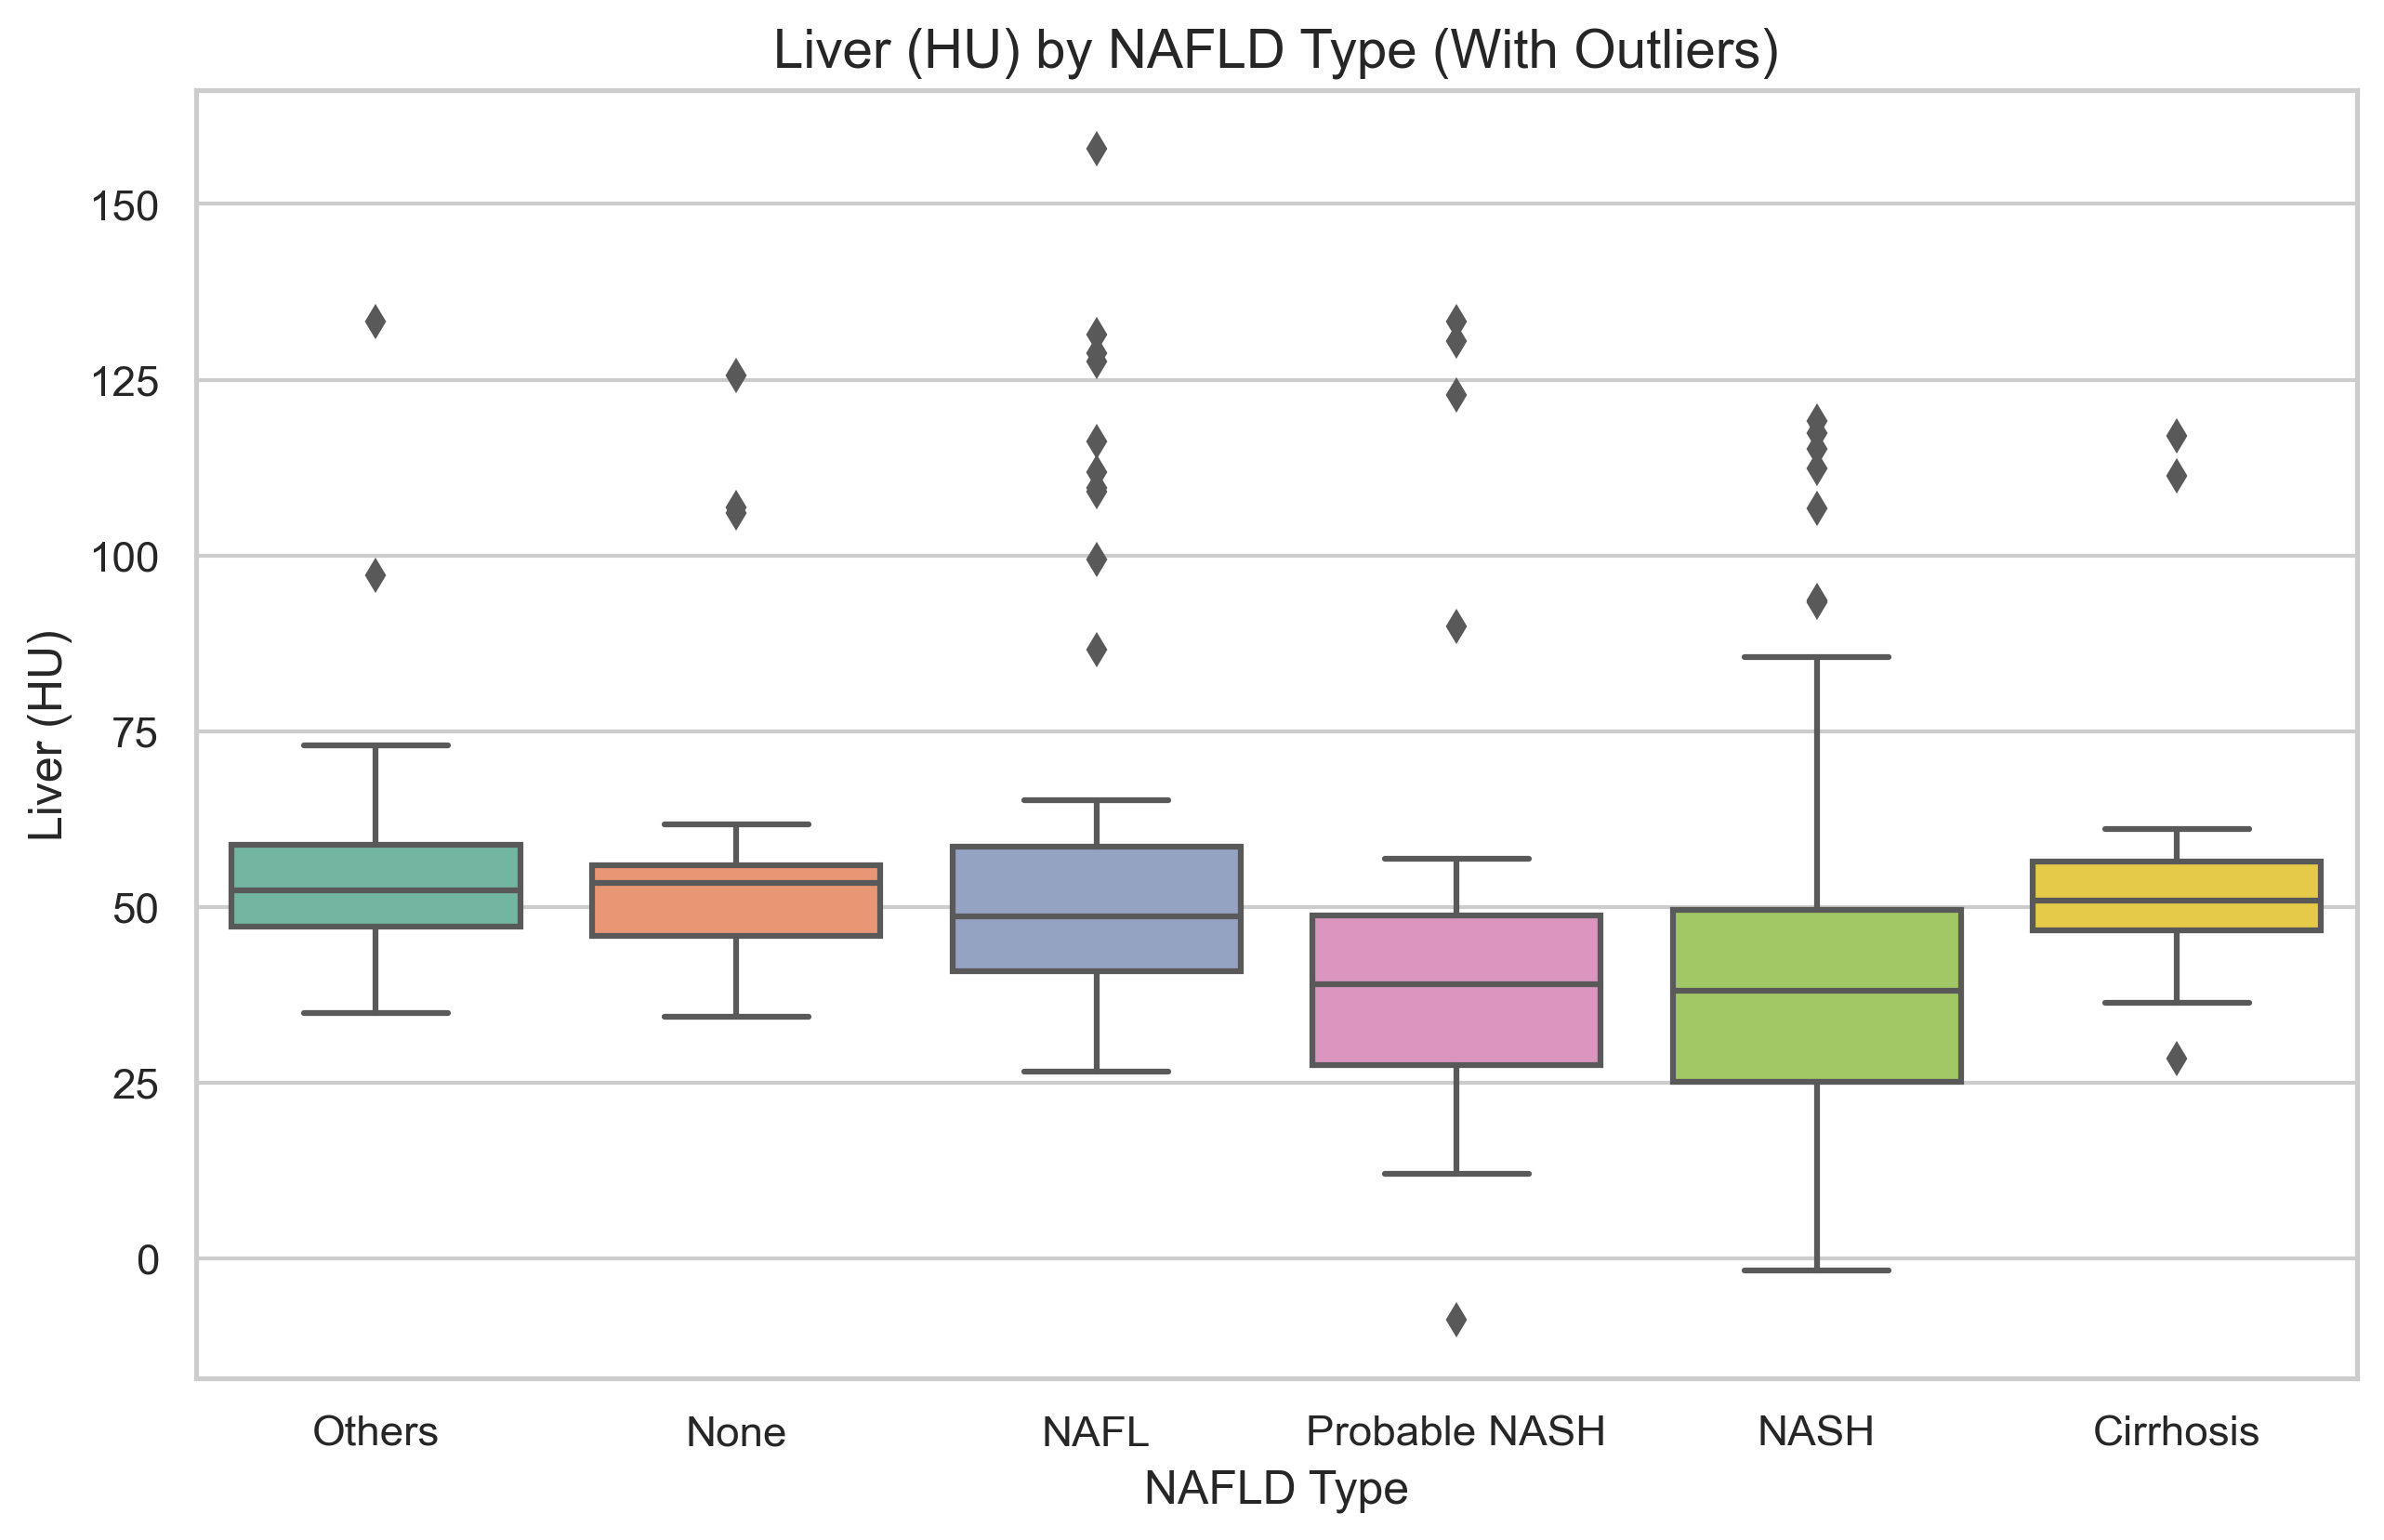 Liver (HU) by NAFLD Type (With Outliers)
Liver (HU)
150
125
100
75
50
25
0
Others
None
NAFL
Probable NASH
NASH
Cirrhosis
NAFLD Type